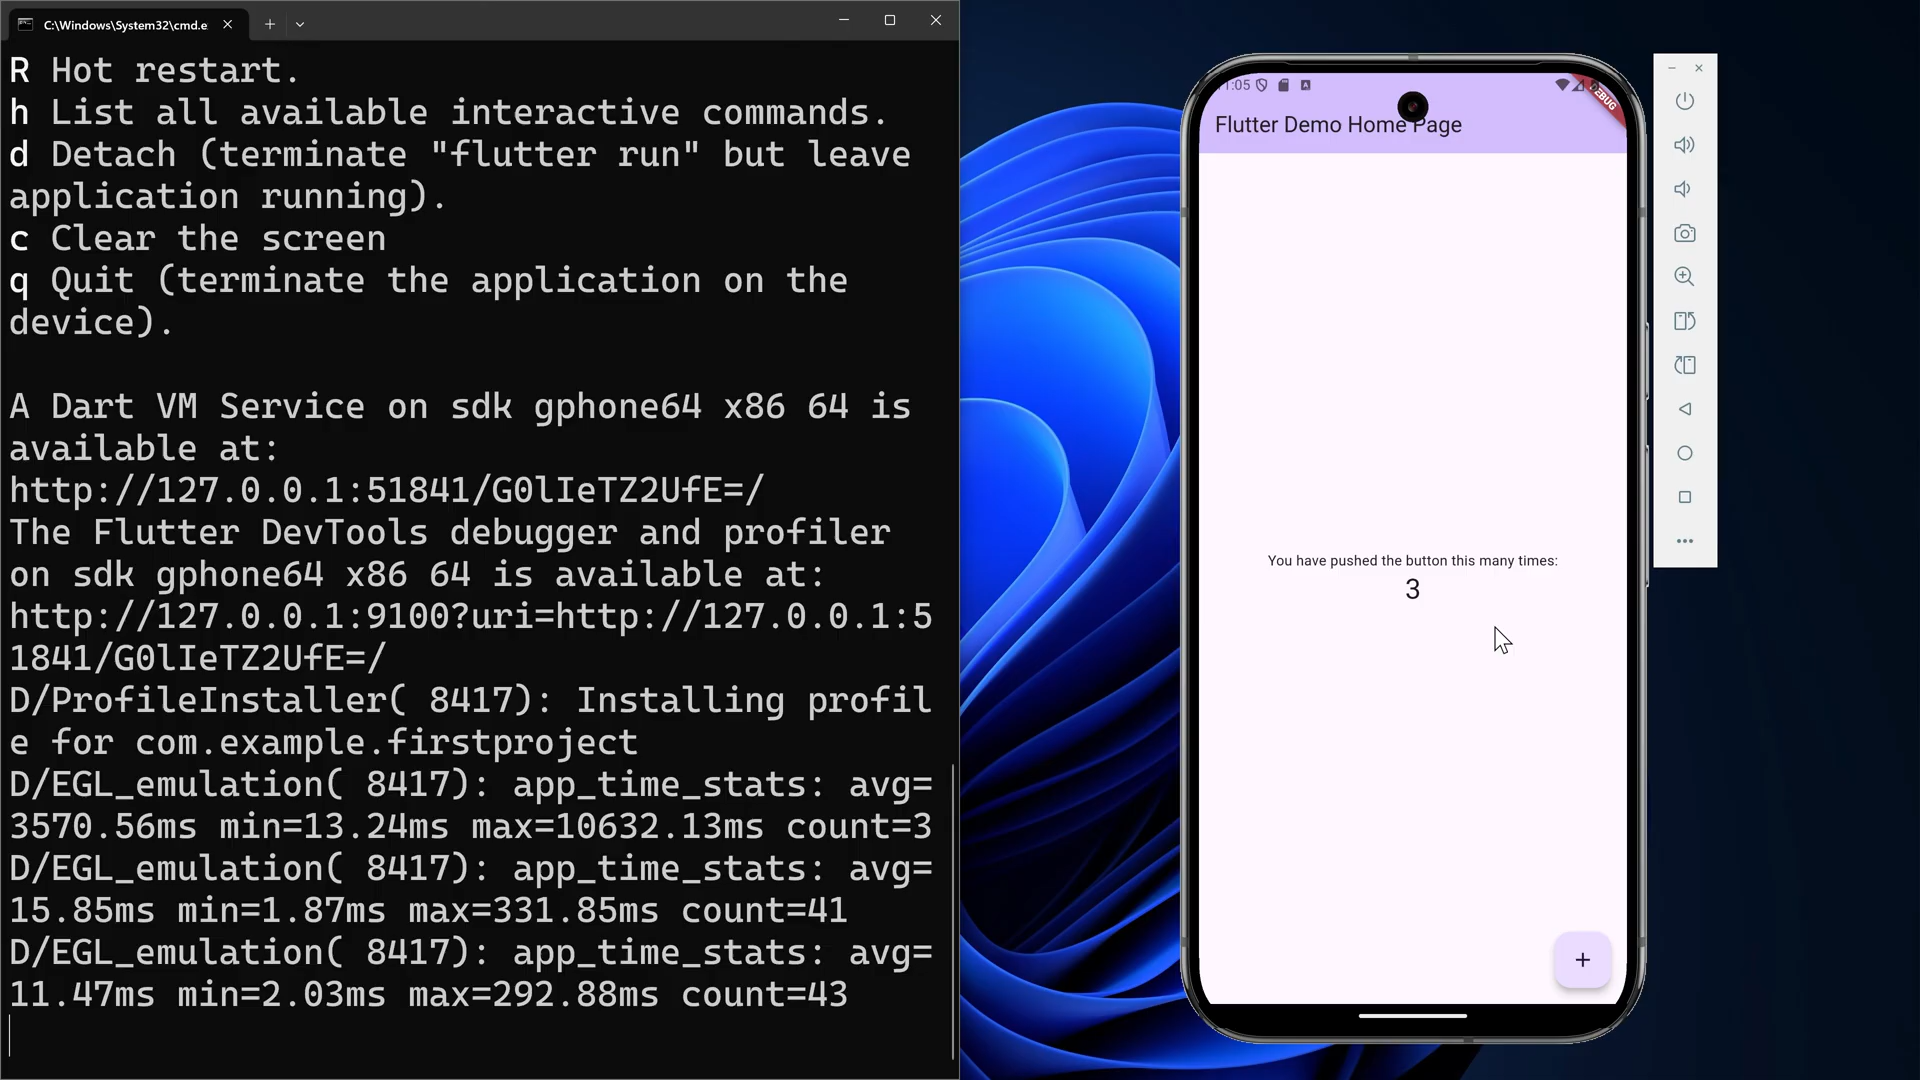 C:\Windows\System32\cmd.e
R Hot restart.
h List all available interactive commands.
d Detach (terminate "flutter run" but leave
application running).
c Clear the screen
q Quit (terminate the application on the
device).
A Dart VM Service on sdk gphone64 x86 64 is
available at:
http://127.0.0.1:51841/G0lIeTZ2UfE=/
The Flutter DevTools debugger and profiler
on sdk gphone64 x86 64 is available at:
http://127.0.0.1:9100?uri=http://127.0.0.1:5
1841/G0lIeTZ2UfE=/
D/ProfileInstaller( 8417): Installing profil
e for com.example.firstproject
D/EGL_emulation( 8417): app_time_stats: avg=
3570.56ms min=13.24ms max=10632.13ms count=3
D/EGL_emulation( 8417): app_time_stats: avg=
15.85ms min=1.87ms max=331.85ms count=41
D/EGL_emulation( 8417): app_time_stats: avg=
11.47ms min=2.03ms max=292.88ms count=43
Flutter Demo Home Page
You have pushed the button this many times:
3
+